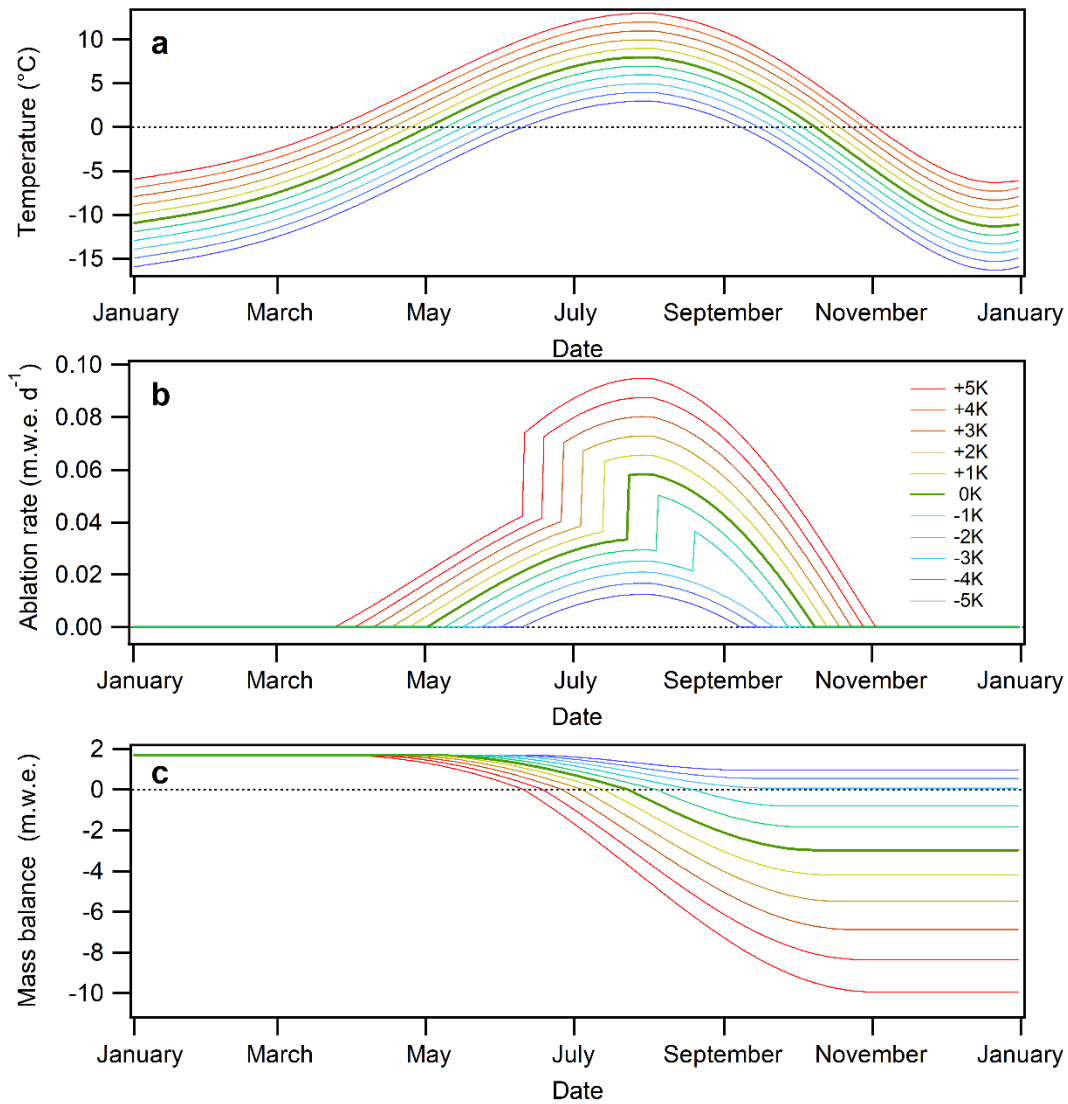 a
Temperature (°C)
10
5
0
-5
-10
-15
January March May July September November January
Date
b
Ablation rate (m.w.e. d⁻¹)
0.10
0.08
0.06
0.04
0.02
0.00
+5K
+4K
+3K
+2K
+1K
0K
-1K
-2K
-3K
-4K
-5K
January March May July September November January
Date
c
Mass balance (m.w.e.)
2
0
-2
-4
-6
-8
-10
January March May July September November January
Date